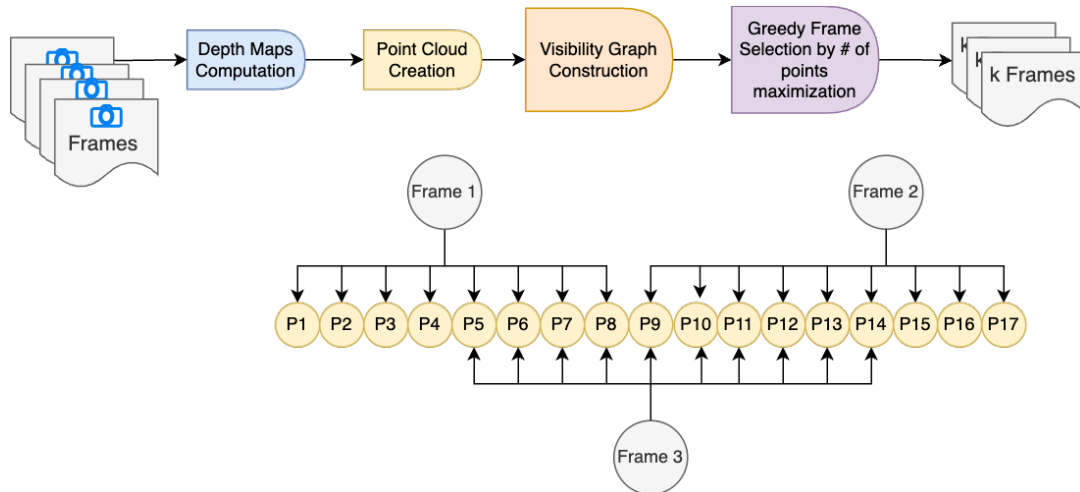 Frames
Depth Maps
Computation
Point Cloud
Creation
Visibility Graph
Construction
Greedy Frame
Selection by # of
points
maximization
k
k
k Frames
Frame 1
Frame 2
P1 P2 P3 P4 P5 P6 P7 P8 P9 P10 P11 P12 P13 P14 P15 P16 P17
Frame 3